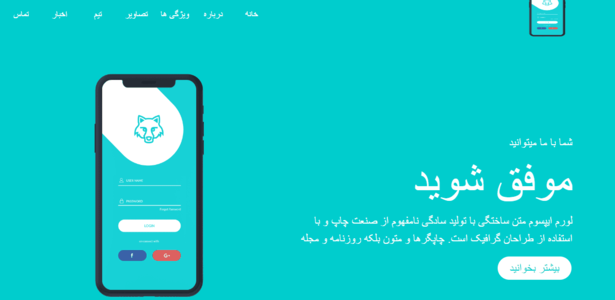 خانه درباره ویژگی ها تصاویر تیم اخبار تماس
شما با ما میتوانید
موفق شوید
لورم ایپسوم متن ساختگی با تولید سادگی نامفهوم از صنعت چاپ و با
استفاده از طراحان گرافیک است. چاپگرها و متون بلکه روزنامه و مجله
بیشتر بخوانید